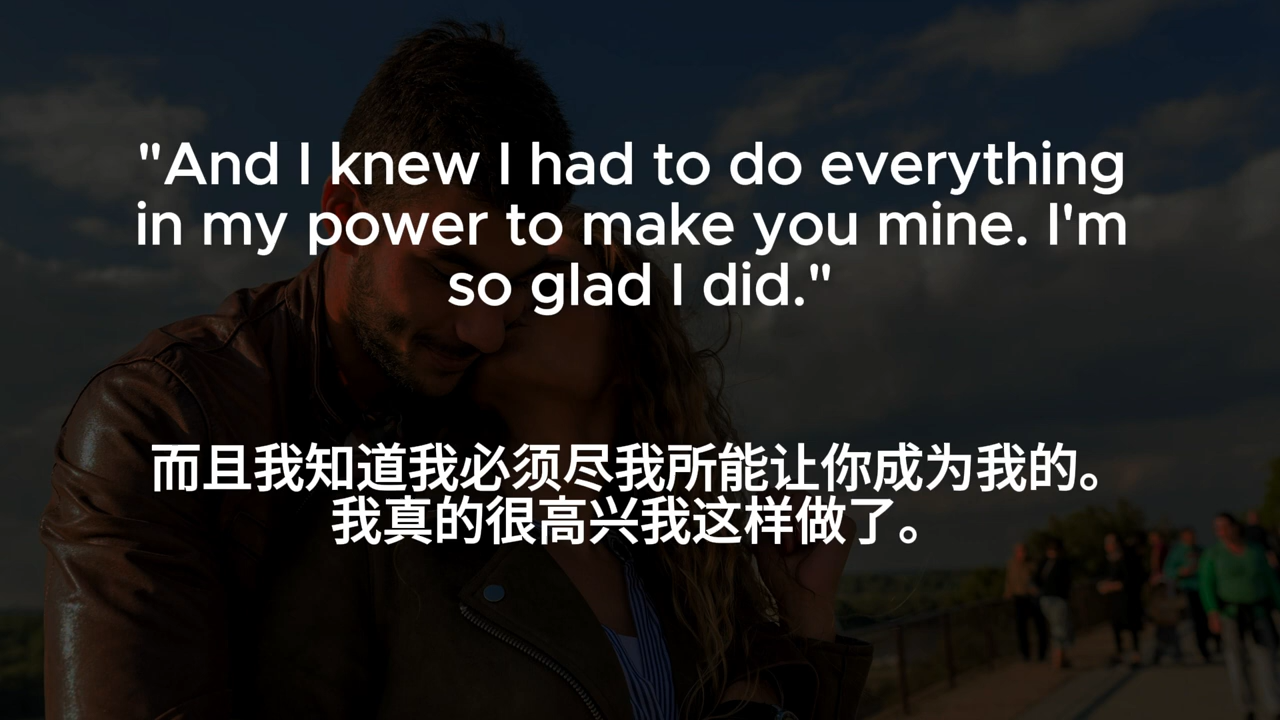 "And I knew I had to do everything
in my power to make you mine. I'm
so glad I did."
而且我知道我必须尽我所能让你成为我的。
我真的很高兴我这样做了。